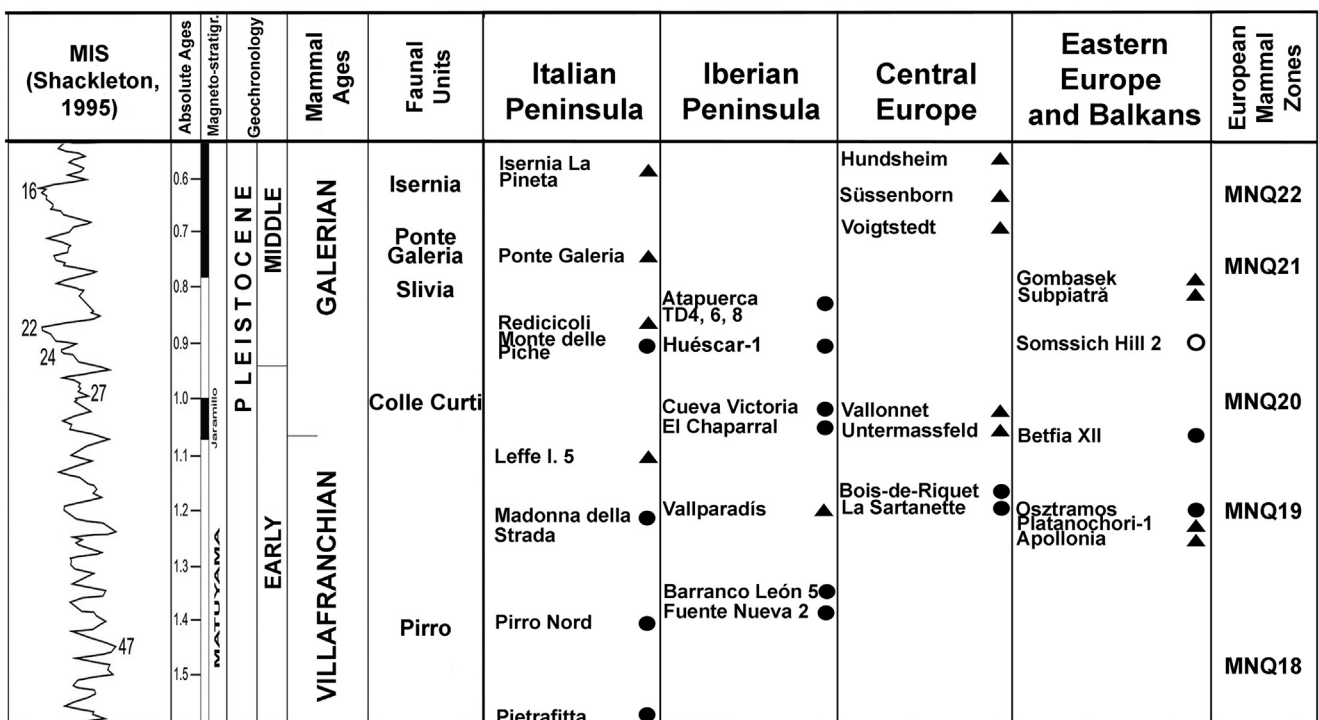 MIS
(Shackleton,
1995)
Absolute Ages
Magneto-stratigr.
Geochronology
Mammal
Ages
Faunal
Units
Italian
Peninsula
Iberian
Peninsula
Central
Europe
Eastern
Europe
and Balkans
European
Mammal
Zones
16
22
24
27
47
0.6
0.7
0.8
0.9
1.0
1.1
1.2
1.3
1.4
1.5
Jaramillo
MATUYAMA
PLEISTOCENE
MIDDLE
EARLY
GALERIAN
VILLAFRANCHIAN
Isernia
Ponte
Galeria
Slivia
Colle Curti
Pirro
Isernia La
Pineta
Ponte Galeria
Redicicoli
Monte delle
Piche
Leffe I. 5
Madonna della
Strada
Pirro Nord
Pietrafitta
Atapuerca
TD4, 6, 8
Huéscar-1
Cueva Victoria
El Chaparral
Vallparadís
Barranco León 5
Fuente Nueva 2
Hundsheim
Süssenborn
Voigtstedt
Vallonnet
Untermassfeld
Bois-de-Riquet
La Sartanette
Gombasek
Subpiatră
Somssich Hill 2
Betfia XII
Osztramos
Platanochori-1
Apollonia
MNQ22
MNQ21
MNQ20
MNQ19
MNQ18